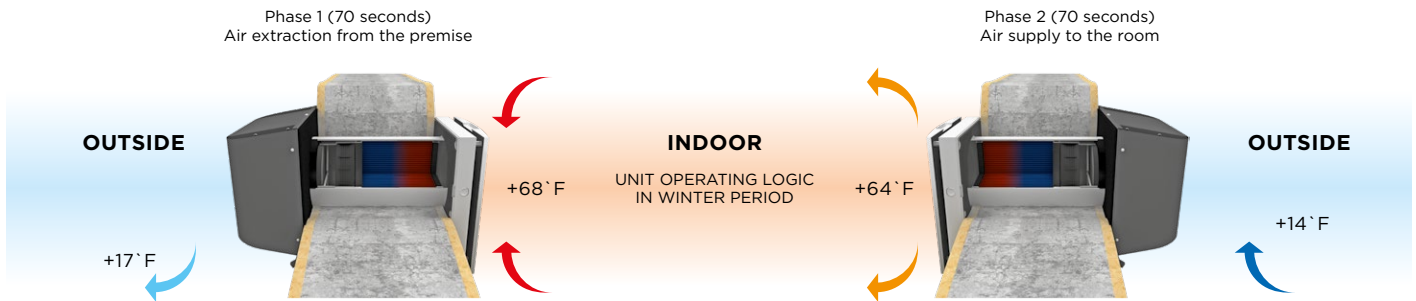 Phase 1 (70 seconds)
Air extraction from the premise
Phase 2 (70 seconds)
Air supply to the room
OUTSIDE
INDOOR
OUTSIDE
UNIT OPERATING LOGIC
IN WINTER PERIOD
+68`F
+64`F
+14`F
+17`F